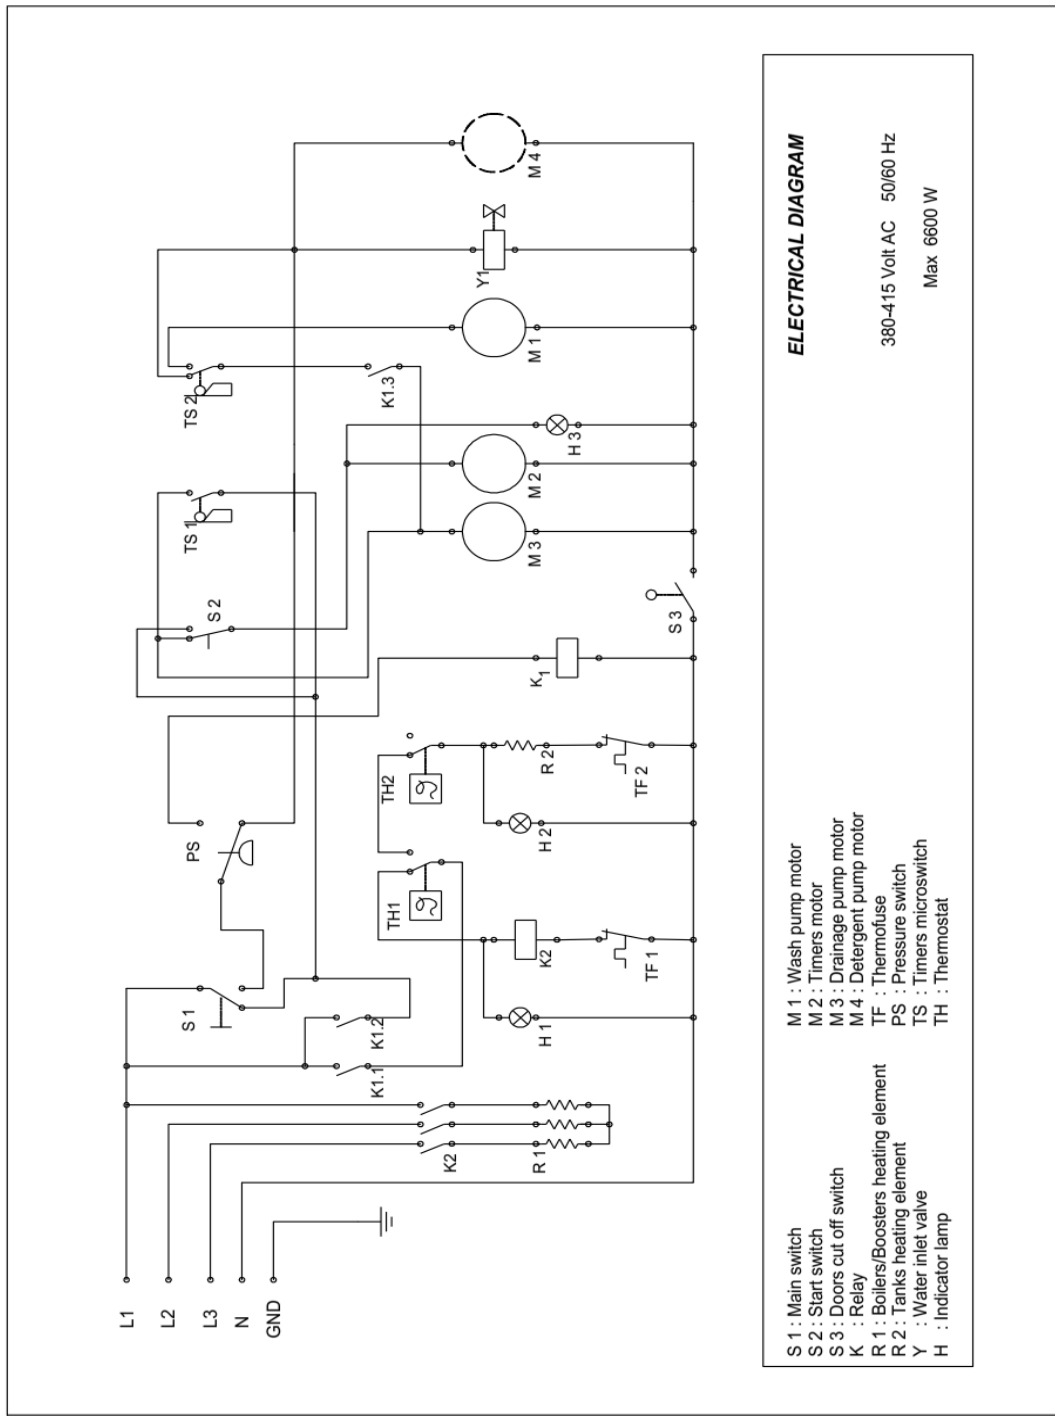 L1
L2
L3
N
GND
S 1
PS
S 2
TS 1
TS 2
K1.1
K1.2
K1.3
TH1
TH2
K2
R 1
H 1
K2
TF 1
H 2
R 2
TF 2
K1
S 3
M 3
M 2
H 3
M 1
Y1
M 4
S 1 : Main switch
S 2 : Start switch
S 3 : Doors cut off switch
K : Relay
R 1 : Boilers/Boosters heating element
R 2 : Tanks heating element
Y : Water inlet valve
H : Indicator lamp
M 1 : Wash pump motor
M 2 : Timers motor
M 3 : Drainage pump motor
M 4 : Detergent pump motor
TF : Thermofuse
PS : Pressure switch
TS : Timers microswitch
TH : Thermostat
ELECTRICAL DIAGRAM
380-415 Volt AC 50/60 Hz
Max 6600 W